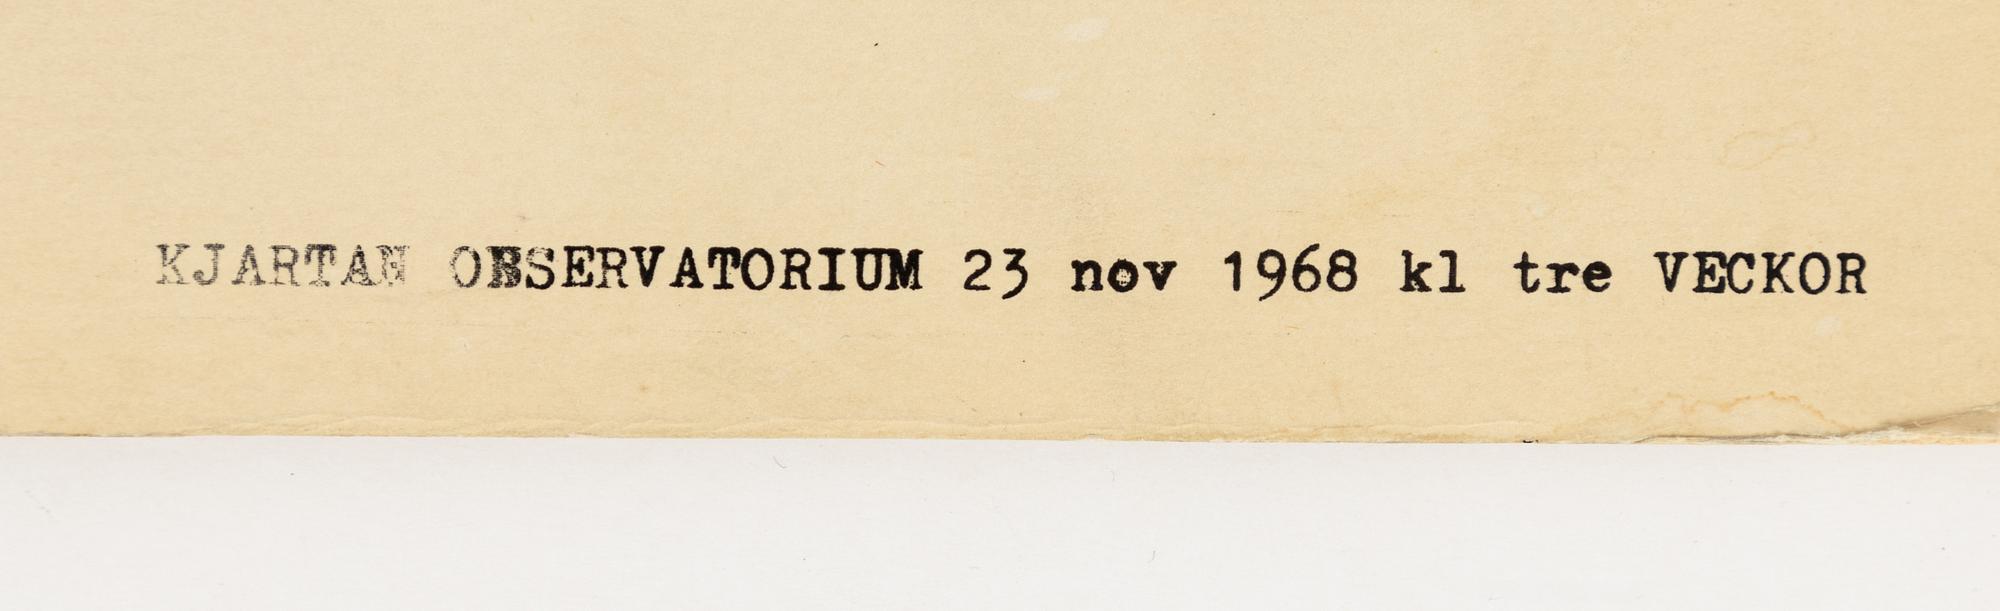 KJARTAN OBSERVATORIUM 23 nov 1968 kl tre VECKOR